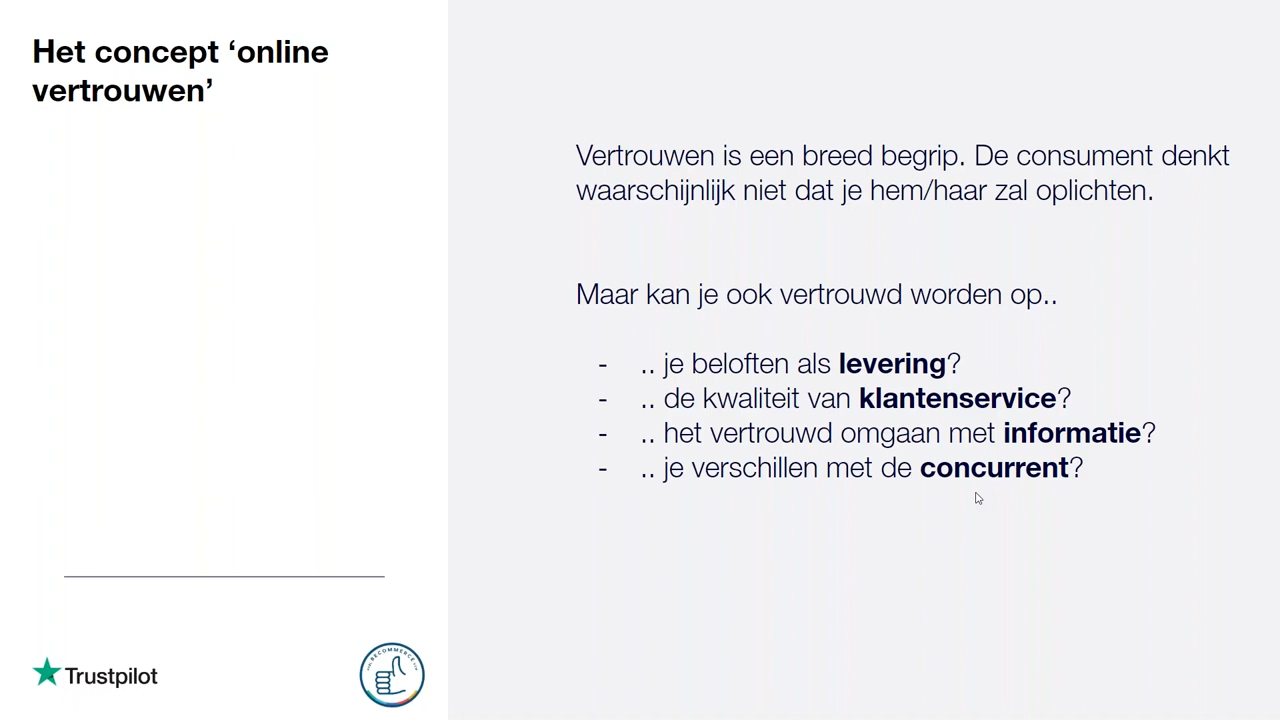 Het concept ‘online
vertrouwen’
Vertrouwen is een breed begrip. De consument denkt
waarschijnlijk niet dat je hem/haar zal oplichten.
Maar kan je ook vertrouwd worden op..
- .. je beloften als levering?
- .. de kwaliteit van klantenservice?
- .. het vertrouwd omgaan met informatie?
- .. je verschillen met de concurrent?
Trustpilot
RECOMMERCE